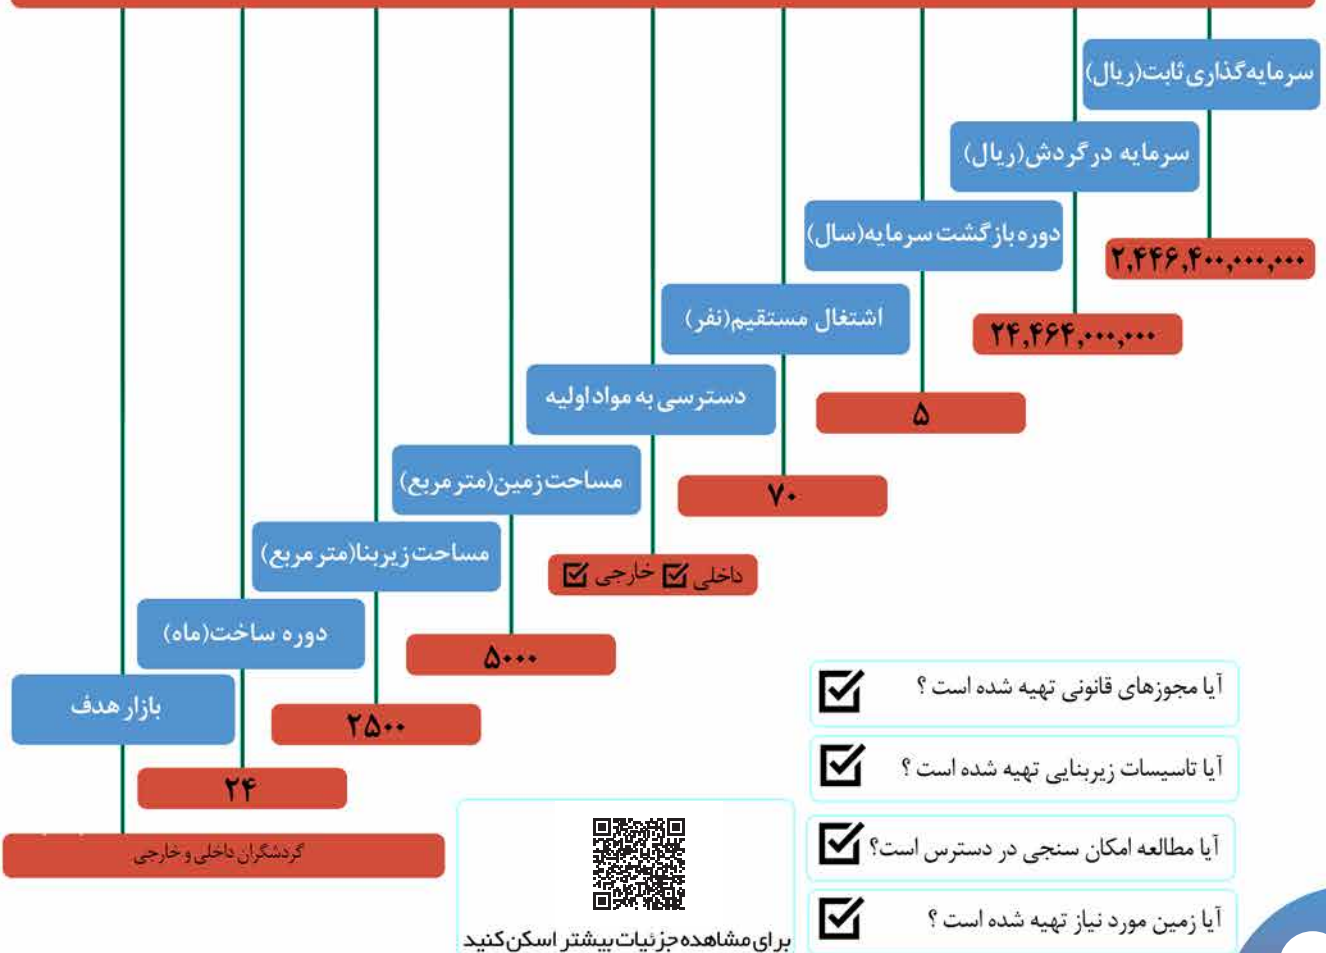 سرمایه‌گذاری ثابت(ریال)
۲,۴۴۶,۴۰۰,۰۰۰,۰۰۰
سرمایه در گردش(ریال)
۲۴,۴۶۴,۰۰۰,۰۰۰
دوره بازگشت سرمایه(سال)
۵
اشتغال مستقیم(نفر)
۷۰
دسترسی به مواد اولیه
داخلی ☑ خارجی ☑
مساحت زمین(متر مربع)
۵۰۰۰
مساحت زیربنا(متر مربع)
۲۵۰۰
دوره ساخت(ماه)
۲۴
بازار هدف
گردشگران داخلی و خارجی
آیا مجوزهای قانونی تهیه شده است ؟ ☑
آیا تاسیسات زیربنایی تهیه شده است ؟ ☑
آیا مطالعه امکان سنجی در دسترس است؟ ☑
آیا زمین مورد نیاز تهیه شده است ؟ ☑
برای مشاهده جزئیات بیشتر اسکن کنید